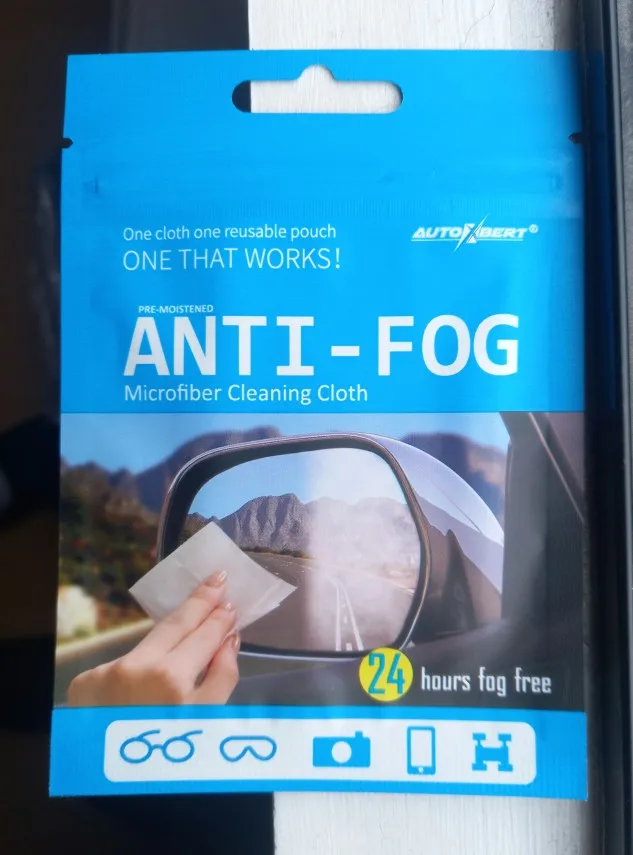 One cloth one reusable pouch
ONE THAT WORKS!
AUTOXBERT®
PRE-MOISTENED
ANTI-FOG
Microfiber Cleaning Cloth
24 hours fog free